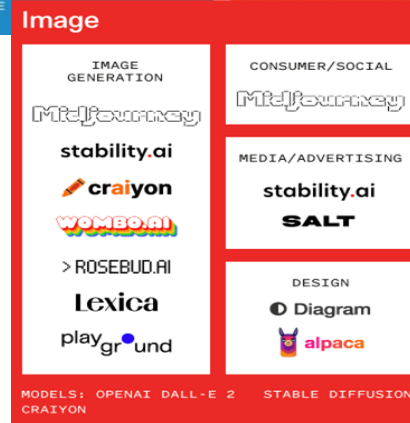 E
Image
IMAGE
GENERATION
Midjourney
stability.ai
craiyon
WOMBO.AI
>ROSEBUD.AI
Lexica
playground
CONSUMER/SOCIAL
Midjourney
MEDIA/ADVERTISING
stability.ai
SALT
DESIGN
Diagram
alpaca
MODELS: OPENAI DALL-E 2 STABLE DIFFUSION
CRAIYON